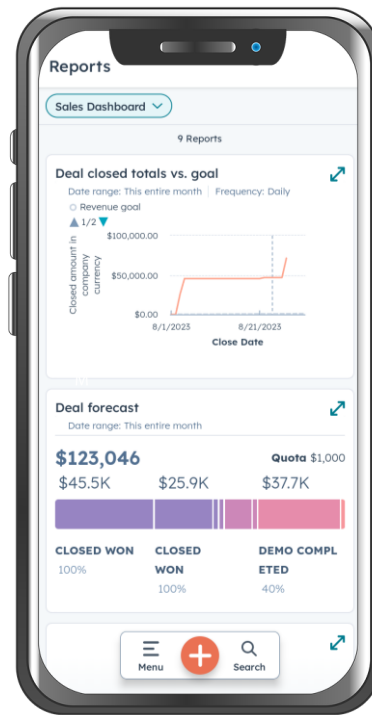 Reports
Sales Dashboard
9 Reports
Deal closed totals vs. goal
Date range: This entire month | Frequency: Daily
Revenue goal
1/2
Closed amount in
company
currency
$100,000.00
$50,000.00
$0.00
8/1/2023 8/21/2023
Close Date
Deal forecast
Date range: This entire month
$123,046 Quota $1,000
$45.5K $25.9K $37.7K
CLOSED WON CLOSED DEMO COMPL
WON ETED
100% 100% 40%
Menu Search